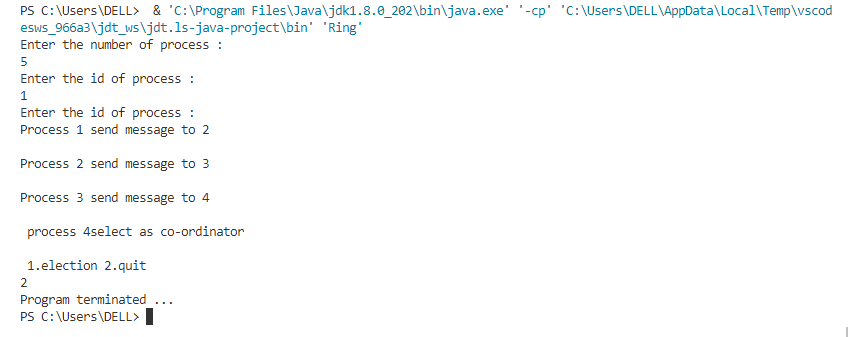 PS C:\Users\DELL>  & 'C:\Program Files\Java\jdk1.8.0_202\bin\java.exe' '-cp' 'C:\Users\DELL\AppData\Local\Temp\vscod
esws_966a3\jdt_ws\jdt.ls-java-project\bin' 'Ring'
Enter the number of process :
5
Enter the id of process :
1
Enter the id of process :
Process 1 send message to 2
Process 2 send message to 3
Process 3 send message to 4
process 4select as co-ordinator
1.election 2.quit
2
Program terminated ...
PS C:\Users\DELL>